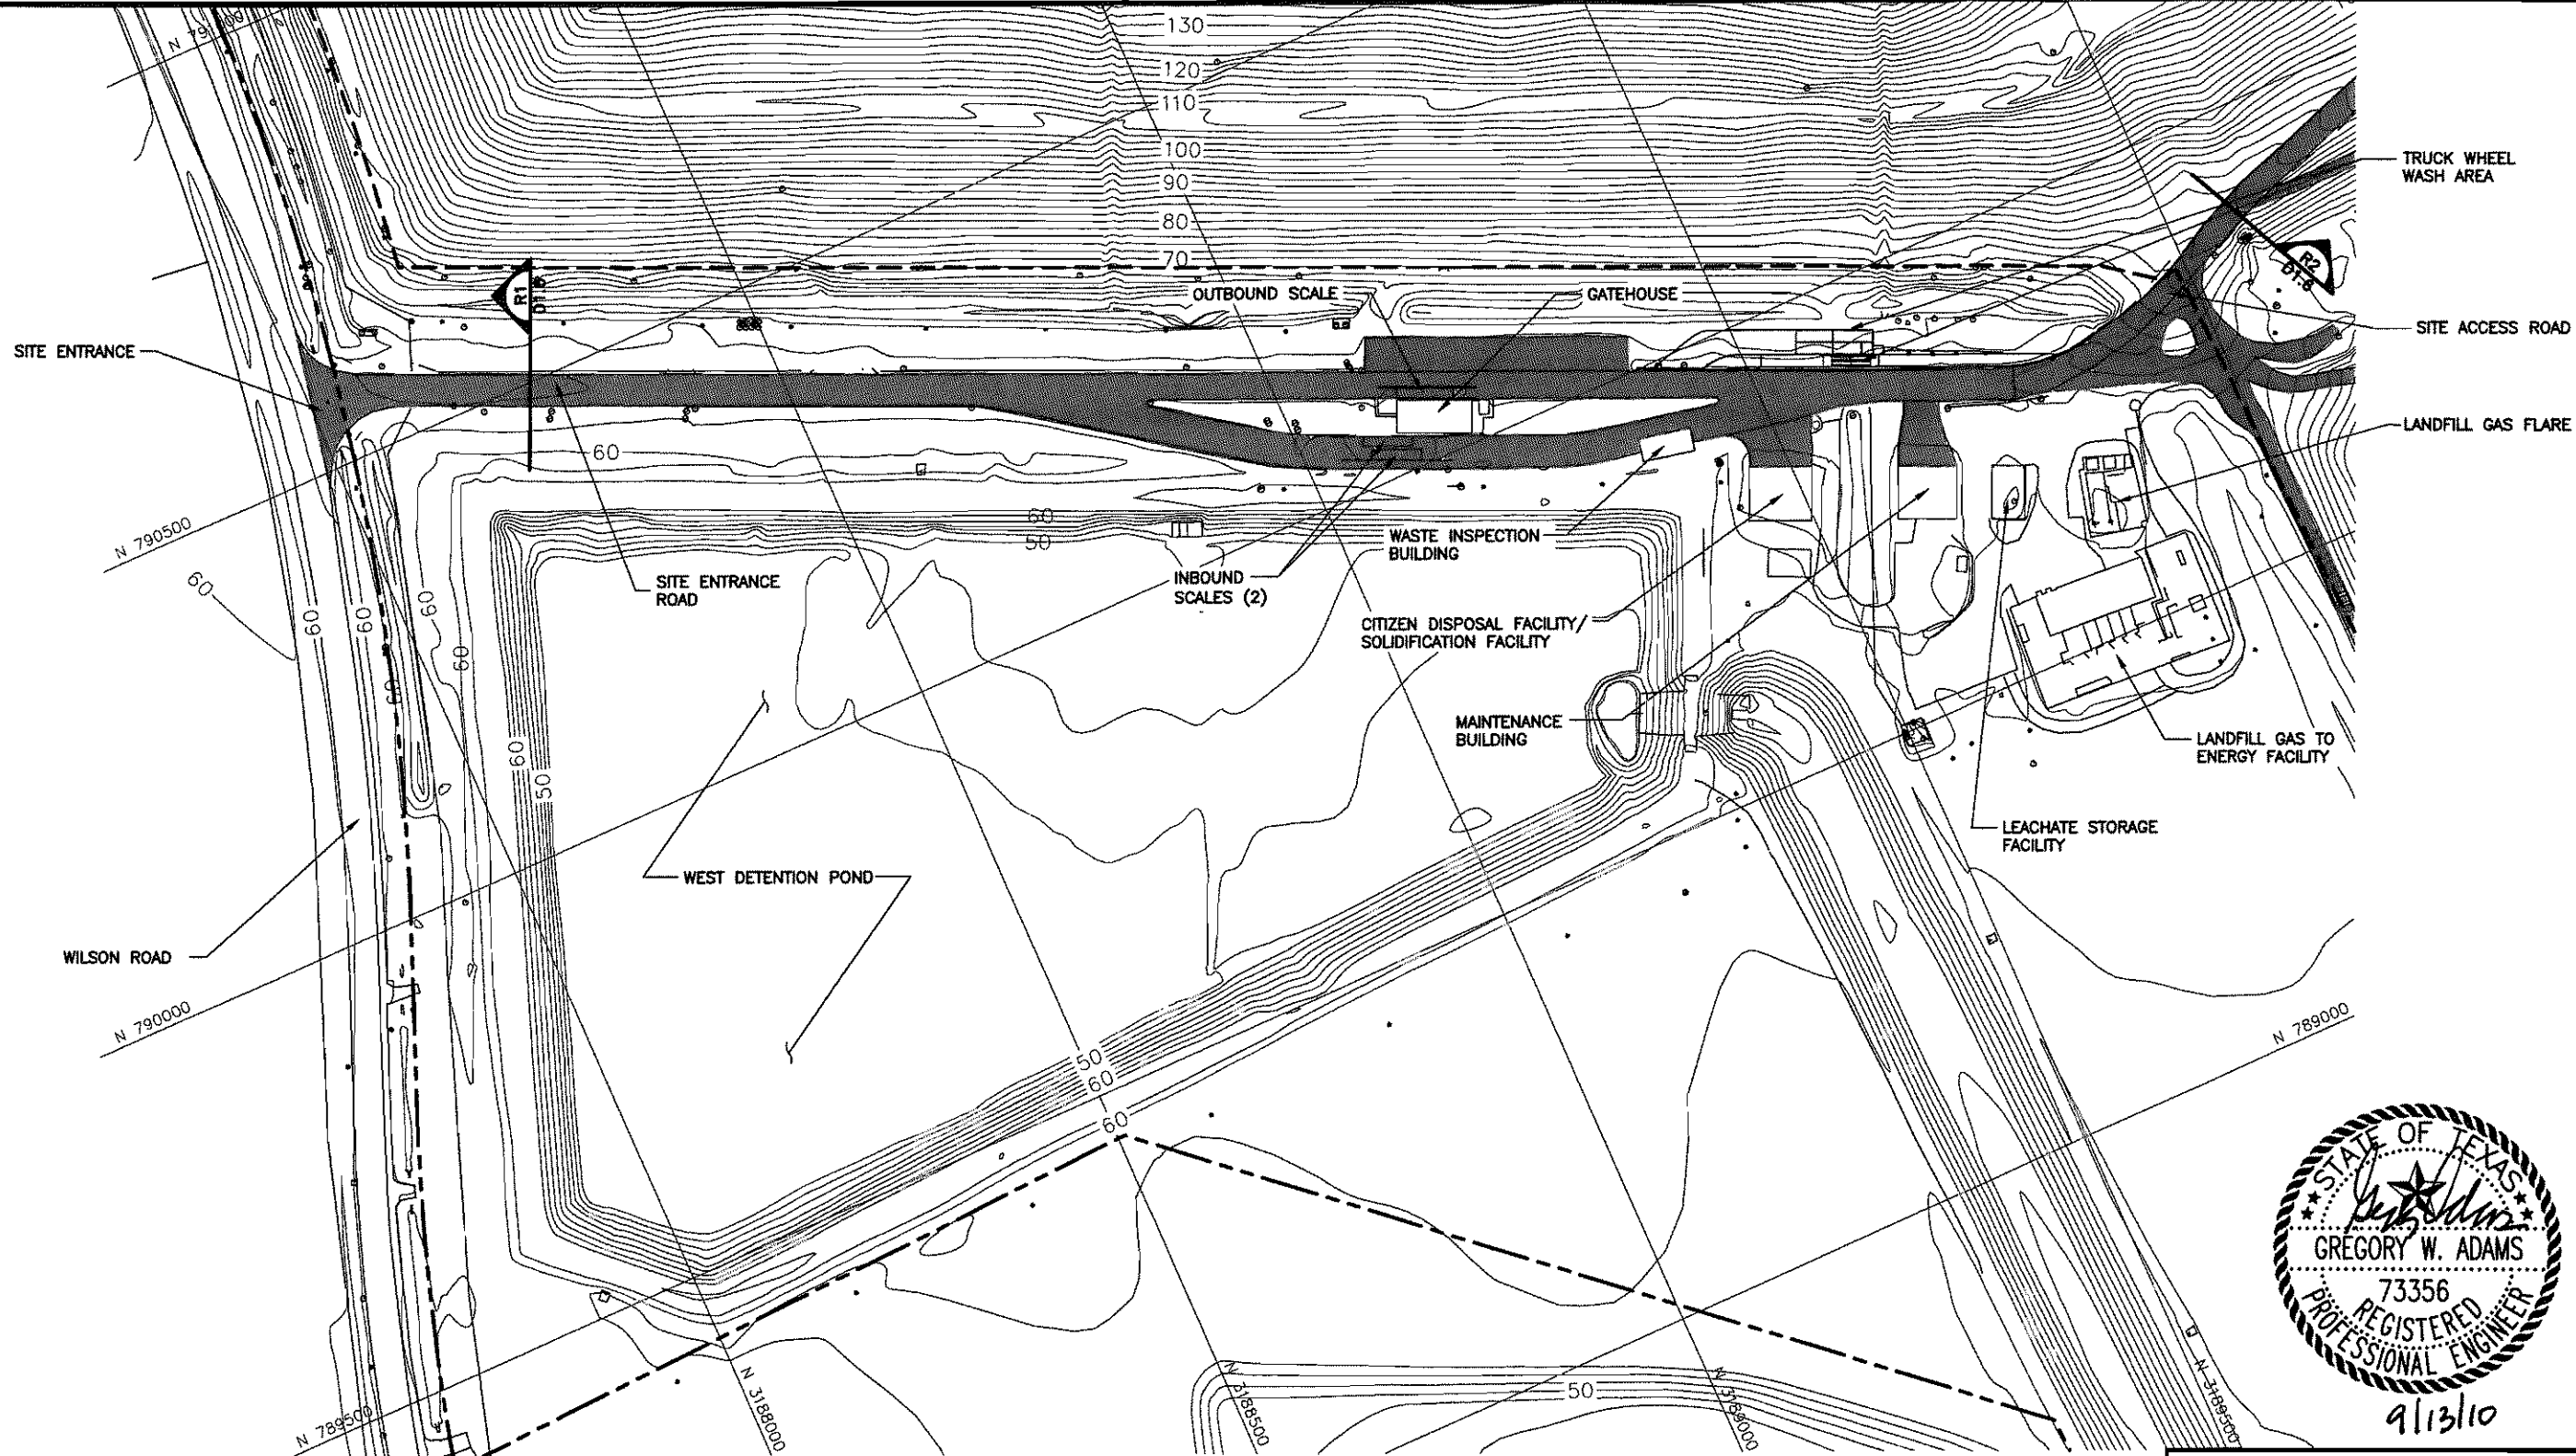 130
120
110
100
90
80
70
TRUCK WHEEL
WASH AREA
R1
R2
OUTBOUND SCALE
GATEHOUSE
SITE ENTRANCE
SITE ACCESS ROAD
LANDFILL GAS FLARE
60
N 790500
60
60
50
WASTE INSPECTION
BUILDING
SITE ENTRANCE
ROAD
INBOUND
SCALES (2)
60
60
60
60
60
60
CITIZEN DISPOSAL FACILITY/
SOLIDIFICATION FACILITY
MAINTENANCE
BUILDING
LANDFILL GAS TO
ENERGY FACILITY
60
50
LEACHATE STORAGE
FACILITY
WEST DETENTION POND
WILSON ROAD
N 790000
N 789000
50
60
60
STATE OF TEXAS
GREGORY W. ADAMS
73356
REGISTERED
PROFESSIONAL ENGINEER
9/13/10
N 789500
N 3188000
N 3188500
N 3189000
N 3189500
50